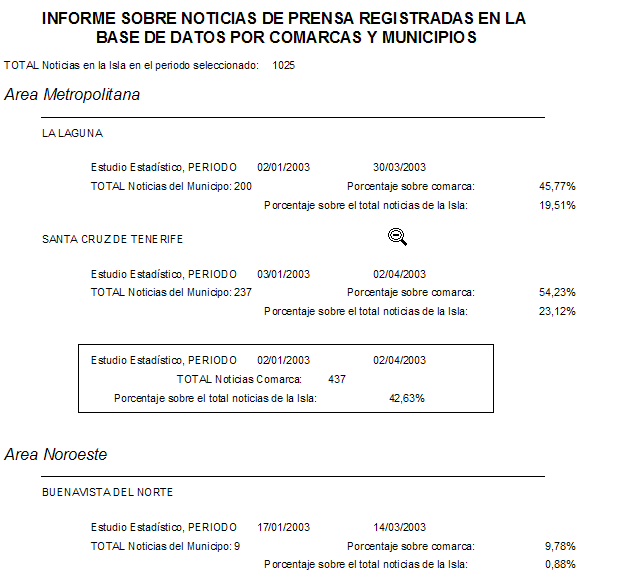 INFORME SOBRE NOTICIAS DE PRENSA REGISTRADAS EN LA
BASE DE DATOS POR COMARCAS Y MUNICIPIOS
TOTAL Noticias en la Isla en el periodo seleccionado: 1025
Area Metropolitana
LA LAGUNA
Estudio Estadístico, PERIODO 02/01/2003 30/03/2003
TOTAL Noticias del Municipo: 200 Porcentaje sobre comarca: 45,77%
Porcentaje sobre el total noticias de la Isla: 19,51%
SANTA CRUZ DE TENERIFE
Estudio Estadístico, PERIODO 03/01/2003 02/04/2003
TOTAL Noticias del Municipo: 237 Porcentaje sobre comarca: 54,23%
Porcentaje sobre el total noticias de la Isla: 23,12%
Estudio Estadístico, PERIODO 02/01/2003 02/04/2003
TOTAL Noticias Comarca: 437
Porcentaje sobre el total noticias de la Isla: 42,63%
Area Noroeste
BUENAVISTA DEL NORTE
Estudio Estadístico, PERIODO 17/01/2003 14/03/2003
TOTAL Noticias del Municipo: 9 Porcentaje sobre comarca: 9,78%
Porcentaje sobre el total noticias de la Isla: 0,88%